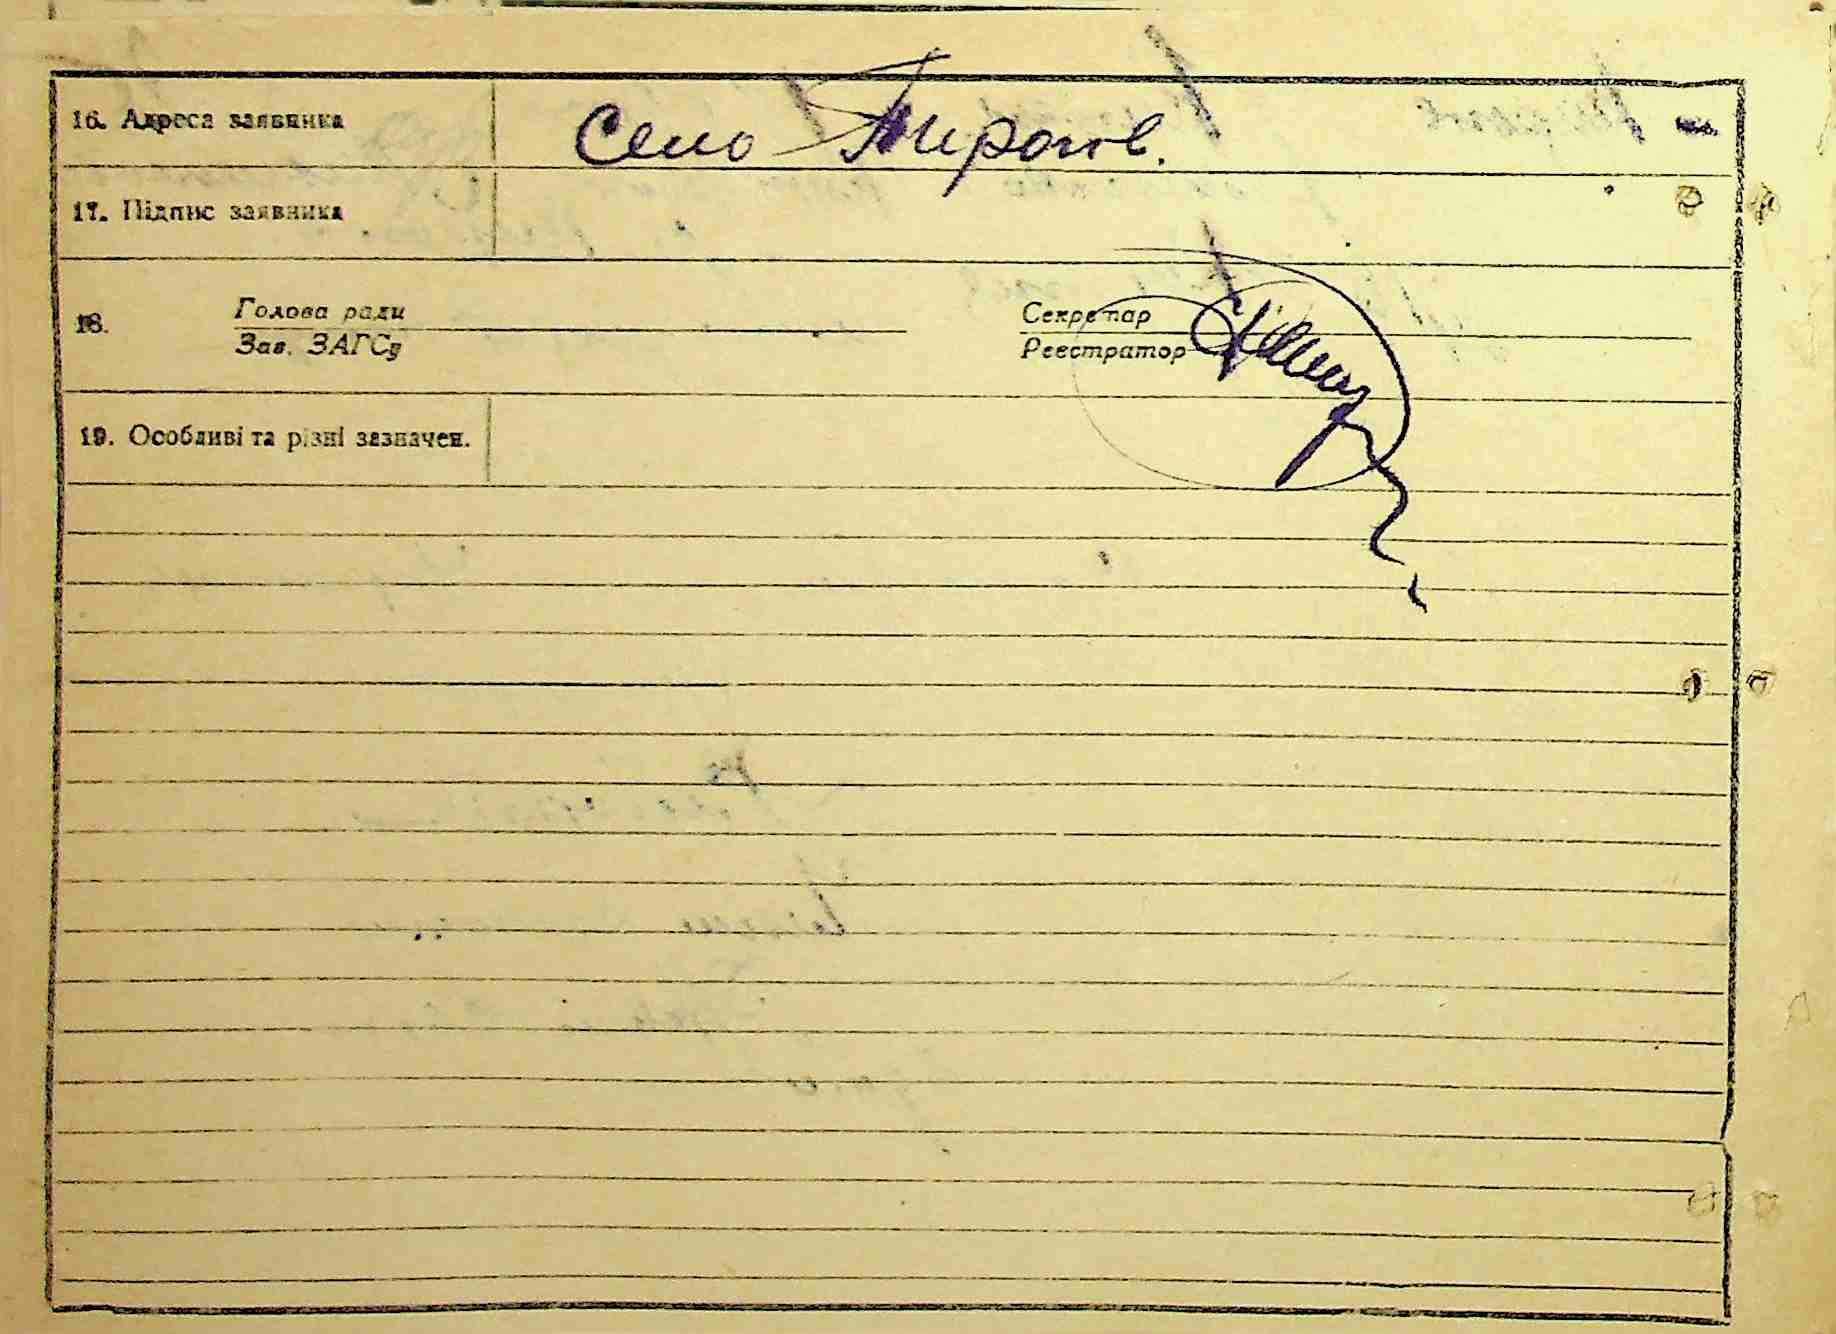 16. Адреса заявника Село Пирогів.
17. Підпис заявника
18. Голова ради Секретар
Зав. ЗАГСу Реєстратор
19. Особливі та різні зазначен.